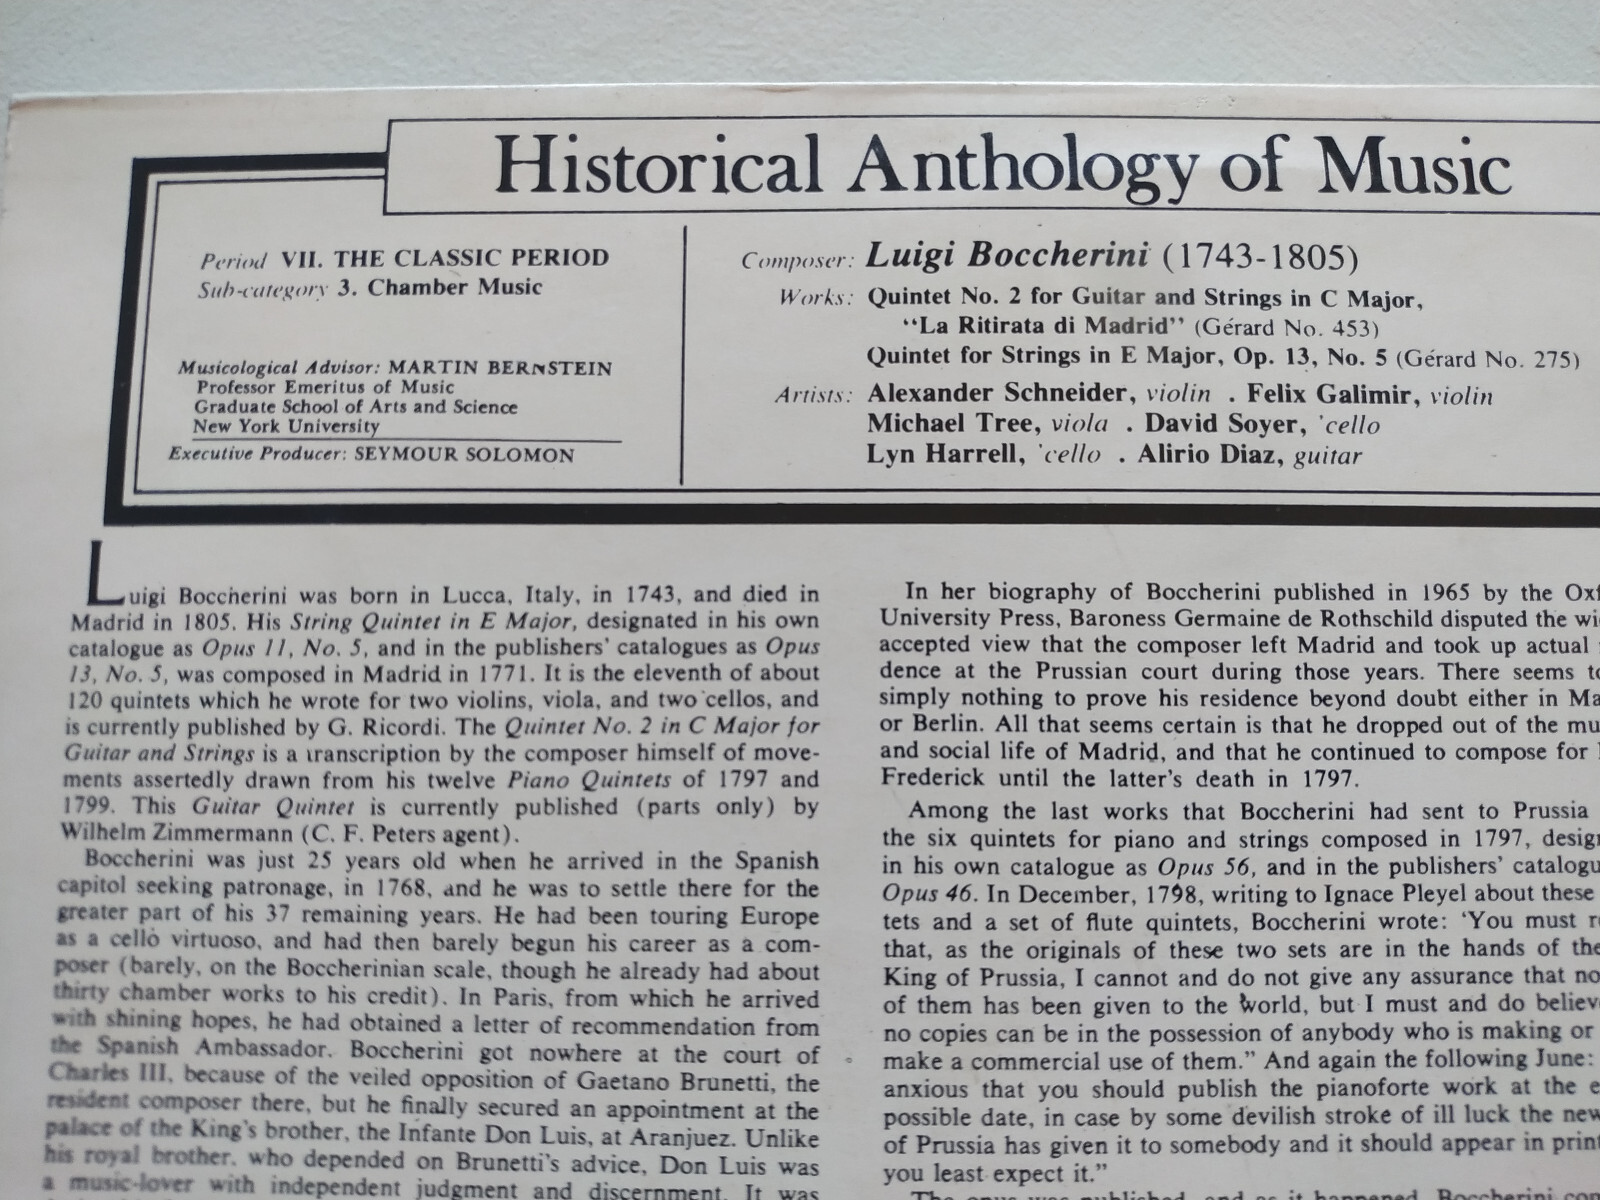 Historical Anthology of Music
Period VII. THE CLASSIC PERIOD
Sub-category 3. Chamber Music
Musicological Advisor: MARTIN BERNSTEIN
Professor Emeritus of Music
Graduate School of Arts and Science
New York University
Executive Producer: SEYMOUR SOLOMON
Composer: Luigi Boccherini (1743-1805)
Works: Quintet No. 2 for Guitar and Strings in C Major,
“La Ritirata di Madrid” (Gérard No. 453)
Quintet for Strings in E Major, Op. 13, No. 5 (Gérard No. 275)
Artists: Alexander Schneider, violin . Felix Galimir, violin
Michael Tree, viola . David Soyer, 'cello
Lyn Harrell, 'cello . Alirio Diaz, guitar
Luigi Boccherini was born in Lucca, Italy, in 1743, and died in
Madrid in 1805. His String Quintet in E Major, designated in his own
catalogue as Opus 11, No. 5, and in the publishers' catalogues as Opus
13, No. 5, was composed in Madrid in 1771. It is the eleventh of about
120 quintets which he wrote for two violins, viola, and two 'cellos, and
is currently published by G. Ricordi. The Quintet No. 2 in C Major for
Guitar and Strings is a transcription by the composer himself of move-
ments assertedly drawn from his twelve Piano Quintets of 1797 and
1799. This Guitar Quintet is currently published (parts only) by
Wilhelm Zimmermann (C. F. Peters agent).
Boccherini was just 25 years old when he arrived in the Spanish
capitol seeking patronage, in 1768, and he was to settle there for the
greater part of his 37 remaining years. He had been touring Europe
as a cello virtuoso, and had then barely begun his career as a com-
poser (barely, on the Boccherinian scale, though he already had about
thirty chamber works to his credit). In Paris, from which he arrived
with shining hopes, he had obtained a letter of recommendation from
the Spanish Ambassador. Boccherini got nowhere at the court of
Charles III, because of the veiled opposition of Gaetano Brunetti, the
resident composer there, but he finally secured an appointment at the
palace of the King's brother, the Infante Don Luis, at Aranjuez. Unlike
his royal brother, who depended on Brunetti's advice, Don Luis was
a music-lover with independent judgment and discernment. It was
In her biography of Boccherini published in 1965 by the Oxf
University Press, Baroness Germaine de Rothschild disputed the wi
accepted view that the composer left Madrid and took up actual
dence at the Prussian court during those years. There seems to
simply nothing to prove his residence beyond doubt either in Ma
or Berlin. All that seems certain is that he dropped out of the mu
and social life of Madrid, and that he continued to compose for
Frederick until the latter's death in 1797.
Among the last works that Boccherini had sent to Prussia
the six quintets for piano and strings composed in 1797, desig
in his own catalogue as Opus 56, and in the publishers' catalogu
Opus 46. In December, 1798, writing to Ignace Pleyel about these
tets and a set of flute quintets, Boccherini wrote: ‘You must r
that, as the originals of these two sets are in the hands of the
King of Prussia, I cannot and do not give any assurance that no
of them has been given to the world, but I must and do believ
no copies can be in the possession of anybody who is making or
make a commercial use of them.” And again the following June:
anxious that you should publish the pianoforte work at the e
possible date, in case by some devilish stroke of ill luck the new
of Prussia has given it to somebody and it should appear in print
you least expect it.”
The opus was published, and as it happened, Boccherini